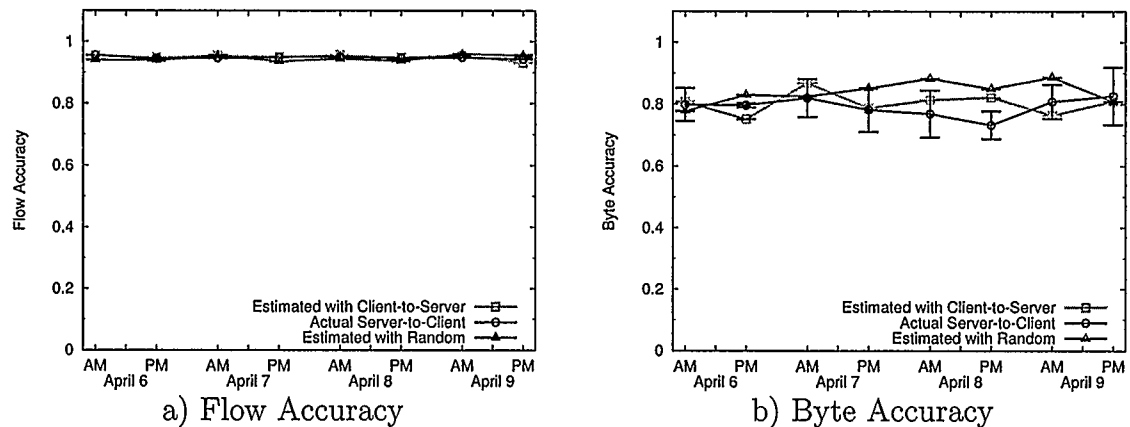 1
0.8
0.6
0.4
0.2
0
Flow Accuracy
Estimated with Client-to-Server
Actual Server-to-Client
Estimated with Random
AM PM AM PM AM PM AM PM
April 6 April 7 April 8 April 9
a) Flow Accuracy
1
0.8
0.6
0.4
0.2
0
Byte Accuracy
Estimated with Client-to-Server
Actual Server-to-Client
Estimated with Random
AM PM AM PM AM PM AM PM
April 6 April 7 April 8 April 9
b) Byte Accuracy